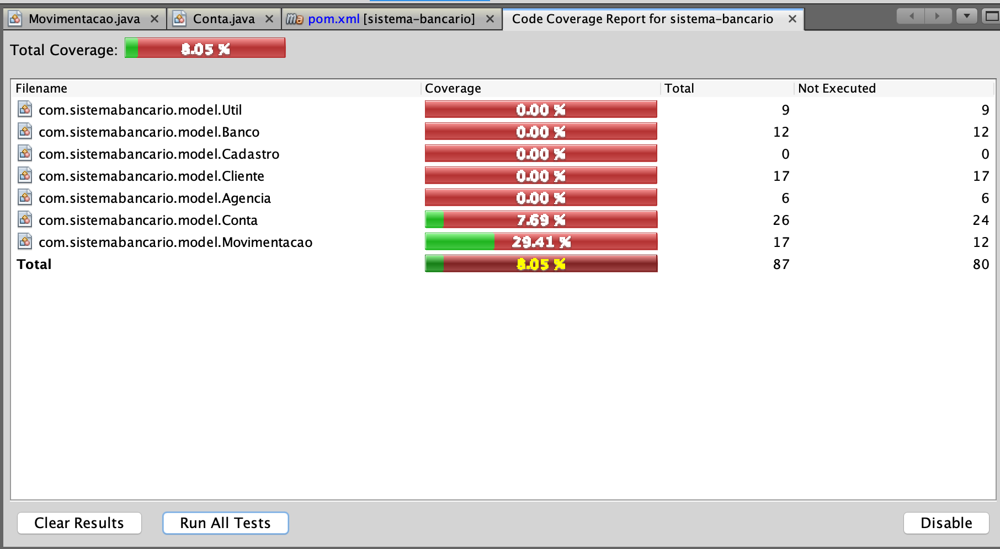 Movimentacao.java Conta.java pom.xml [sistema-bancario] Code Coverage Report for sistema-bancario
Total Coverage: 8.05 %
Filename Coverage Total Not Executed
com.sistemabancario.model.Util 0.00 % 9 9
com.sistemabancario.model.Banco 0.00 % 12 12
com.sistemabancario.model.Cadastro 0.00 % 0 0
com.sistemabancario.model.Cliente 0.00 % 17 17
com.sistemabancario.model.Agencia 0.00 % 6 6
com.sistemabancario.model.Conta 7.69 % 26 24
com.sistemabancario.model.Movimentacao 29.41 % 17 12
Total 8.05 % 87 80
Clear Results Run All Tests Disable